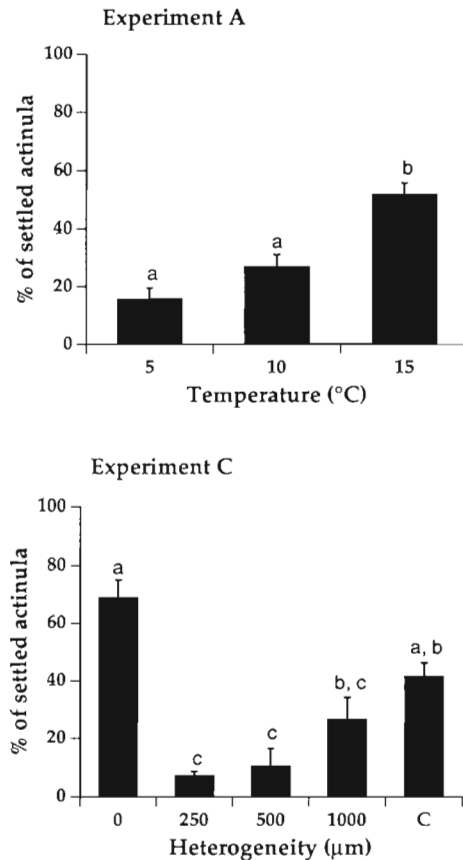 Experiment A
% of settled actinula
100
80
60
40
20
0
a
a
b
5 10 15
Temperature (°C)
Experiment C
% of settled actinula
100
80
60
40
20
0
a
c
c
b, c
a, b
0 250 500 1000 C
Heterogeneity (μm)